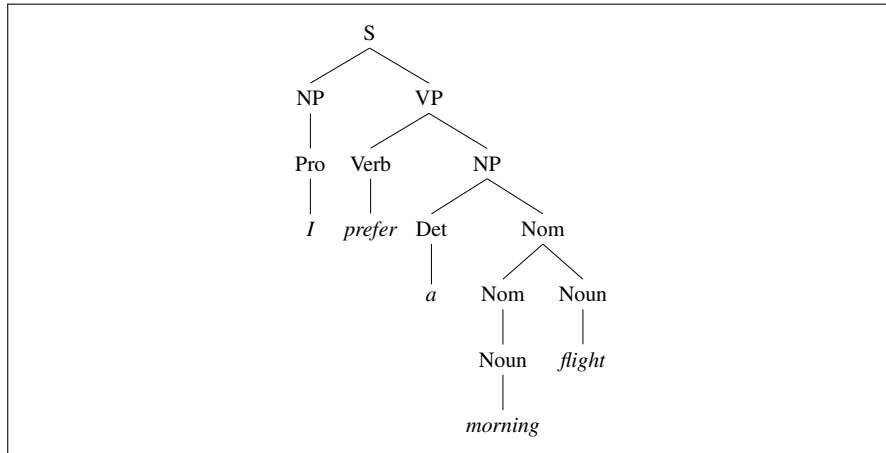 S
NP VP
Pro Verb NP
I prefer Det Nom
a Nom Noun
Noun flight
morning